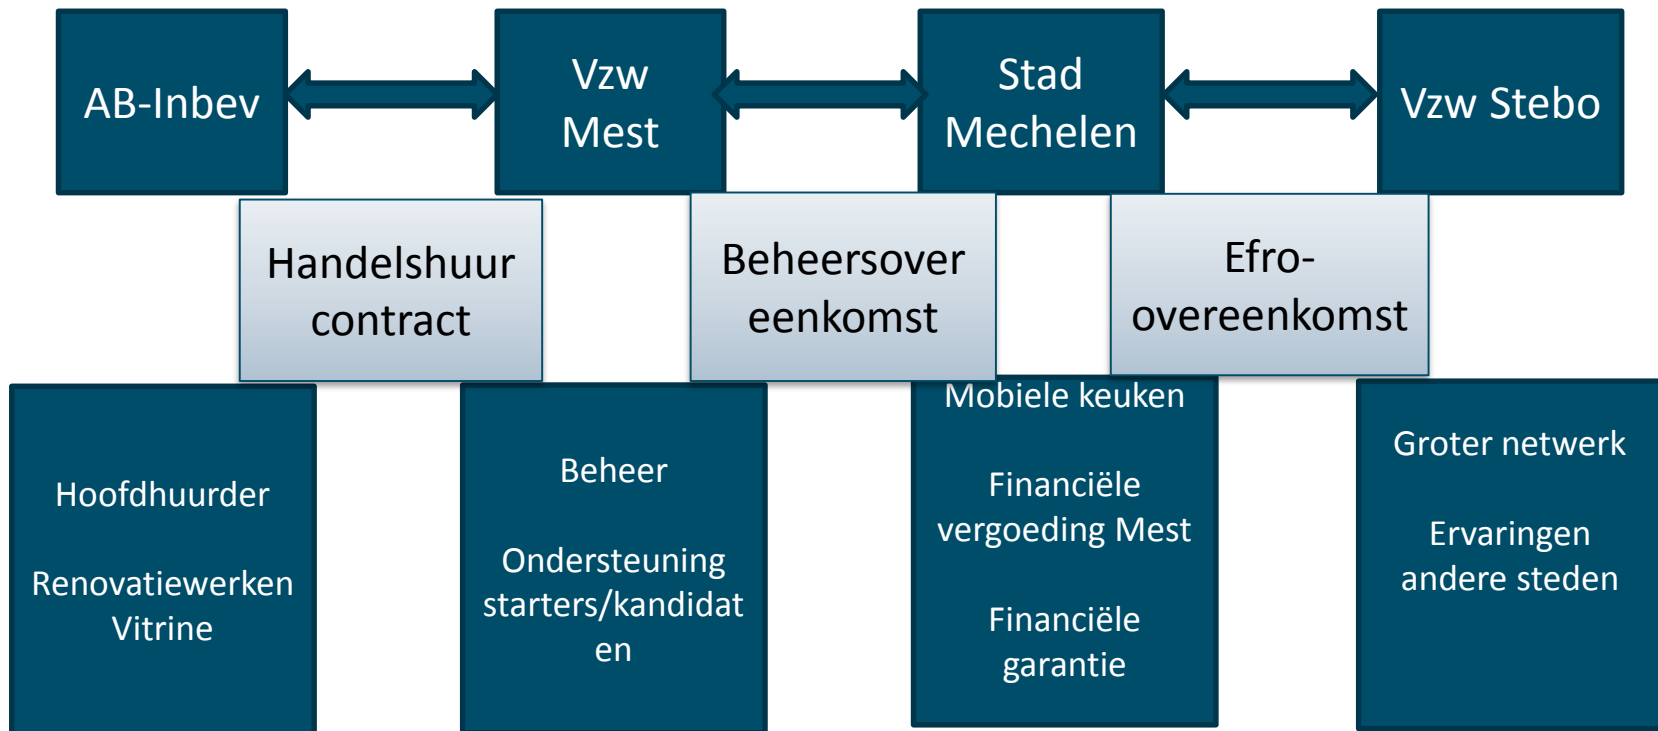 AB-Inbev
Vzw
Mest
Stad
Mechelen
Vzw Stebo
Handelshuur
contract
Beheersover
eenkomst
Efro-
overeenkomst
Hoofdhuurder
Renovatiewerken
Vitrine
Beheer
Ondersteuning
starters/kandidat
en
Mobiele keuken
Financiële
vergoeding Mest
Financiële
garantie
Groter netwerk
Ervaringen
andere steden